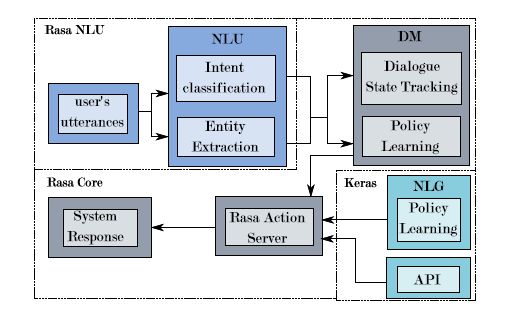 Rasa NLU
NLU
DM
Intent
classification
Dialogue
State Tracking
user's
utterances
Entity
Extraction
Policy
Learning
Rasa Core
Keras
NLG
System
Response
Rasa Action
Server
Policy
Learning
API